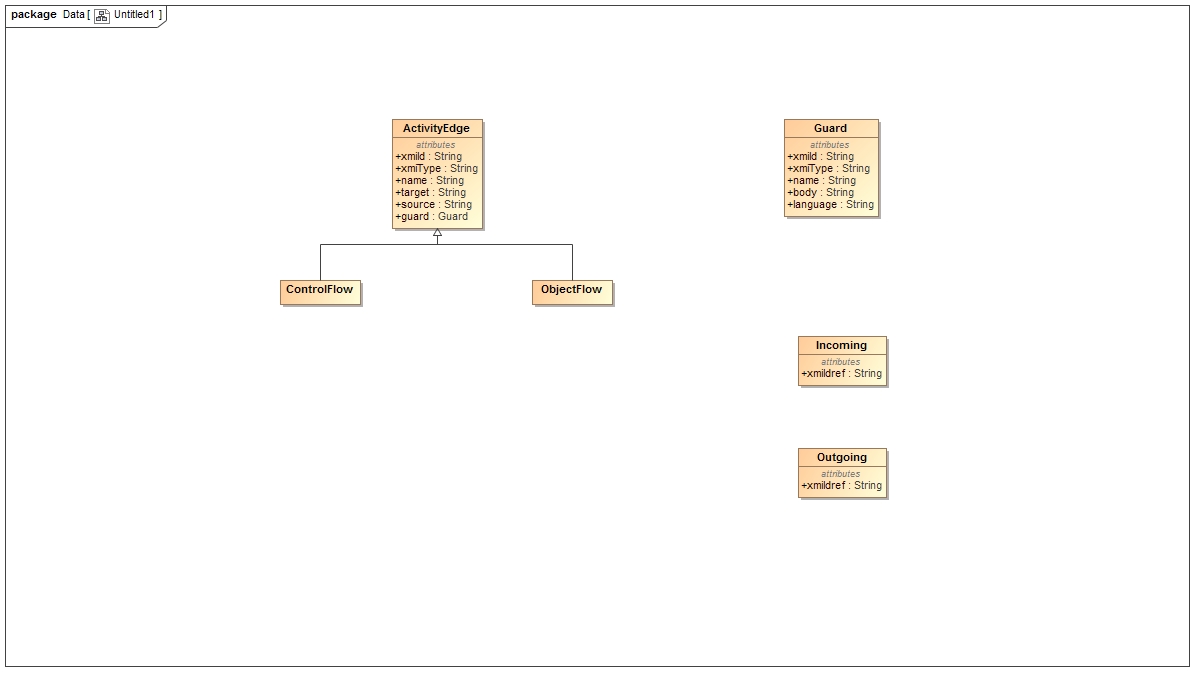 package Data [ Untitled1 ]
ActivityEdge
attributes
+xmiId : String
+xmiType : String
+name : String
+target : String
+source : String
+guard : Guard
Guard
attributes
+xmiId : String
+xmiType : String
+name : String
+body : String
+language : String
ControlFlow
ObjectFlow
Incoming
attributes
+xmiIdref : String
Outgoing
attributes
+xmiIdref : String